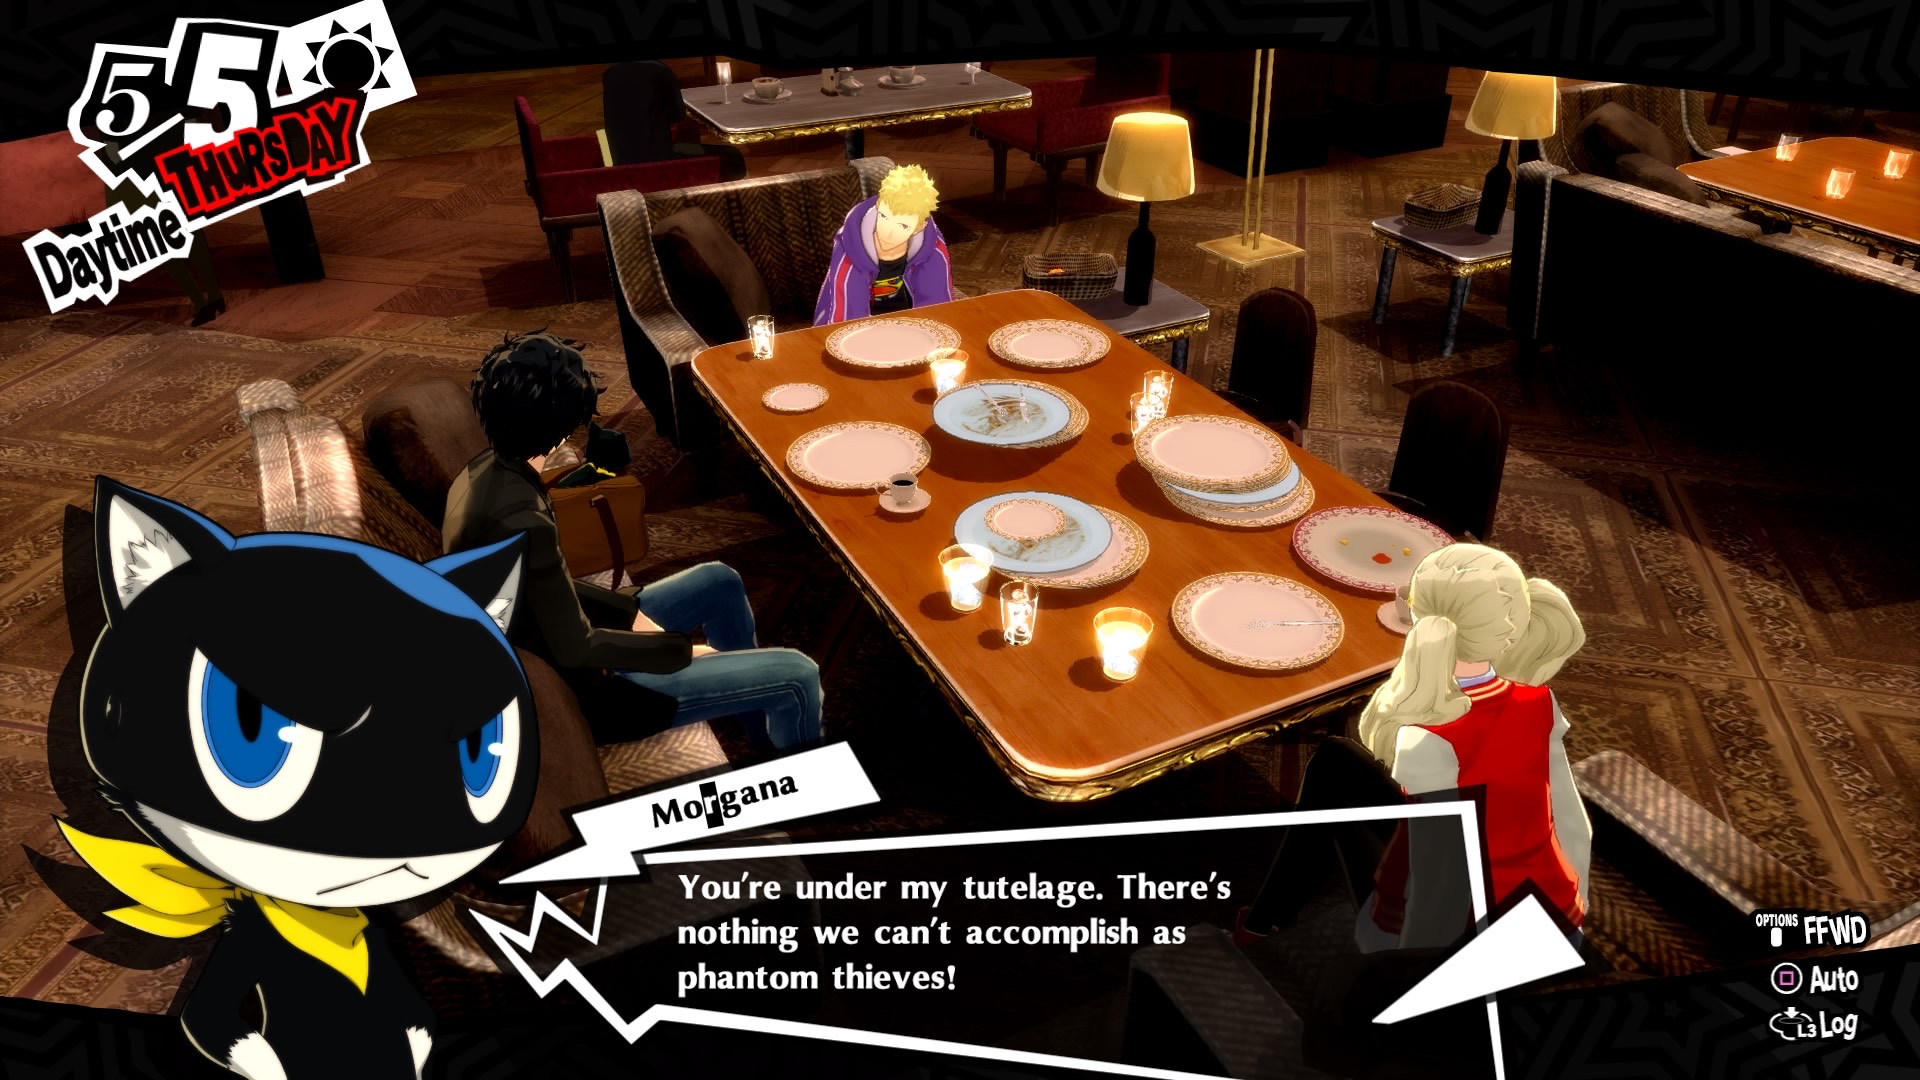 5/5
THURSDAY
Daytime
Morgana
You're under my tutelage. There's
nothing we can't accomplish as
phantom thieves!
OPTIONS FFWD
Auto
L3 Log